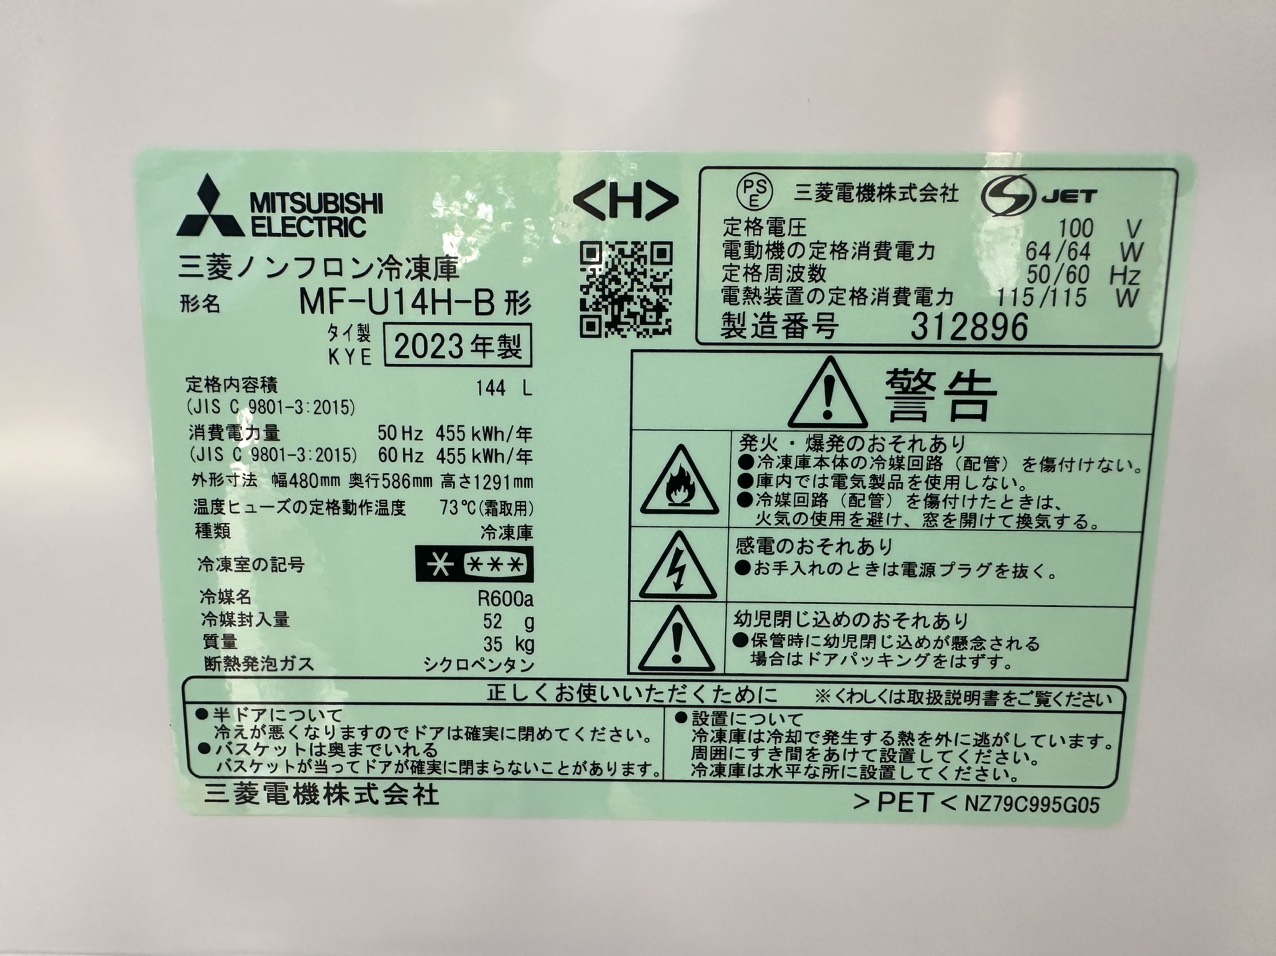 MITSUBISHI
ELECTRIC
三菱ノンフロン冷凍庫
形名 MF-U14H-B 形
タイ製
KYE 2023年製
<H>
定格内容積 144 L
(JIS C 9801-3:2015)
消費電力量 50Hz 455kWh/年
(JIS C 9801-3:2015) 60Hz 455kWh/年
外形寸法 幅480mm 奥行586mm 高さ1291mm
温度ヒューズの定格動作温度 73℃(霜取用)
種類 冷凍庫
冷凍室の記号 * ***
冷媒名 R600a
冷媒封入量 52 g
質量 35 kg
断熱発泡ガス シクロペンタン
PS
E 三菱電機株式会社 S JET
定格電圧 100 V
電動機の定格消費電力 64/64 W
定格周波数 50/60 Hz
電熱装置の定格消費電力 115/115 W
製造番号 312896
警告
発火・爆発のおそれあり
●冷凍庫本体の冷媒回路（配管）を傷付けない。
●庫内では電気製品を使用しない。
●冷媒回路（配管）を傷付けたときは、
火気の使用を避け、窓を開けて換気する。
感電のおそれあり
●お手入れのときは電源プラグを抜く。
幼児閉じ込めのおそれあり
●保管時に幼児閉じ込めが懸念される
場合はドアパッキングをはずす。
正しくお使いいただくために ※くわしくは取扱説明書をご覧ください
●半ドアについて
冷えが悪くなりますのでドアは確実に閉めてください。
●バスケットは奥までいれる
バスケットが当ってドアが確実に閉まらないことがあります。
●設置について
冷凍庫は冷却で発生する熱を外に逃がしています。
周囲にすき間をあけて設置してください。
冷凍庫は水平な所に設置してください。
三菱電機株式会社
>PET< NZ79C995G05